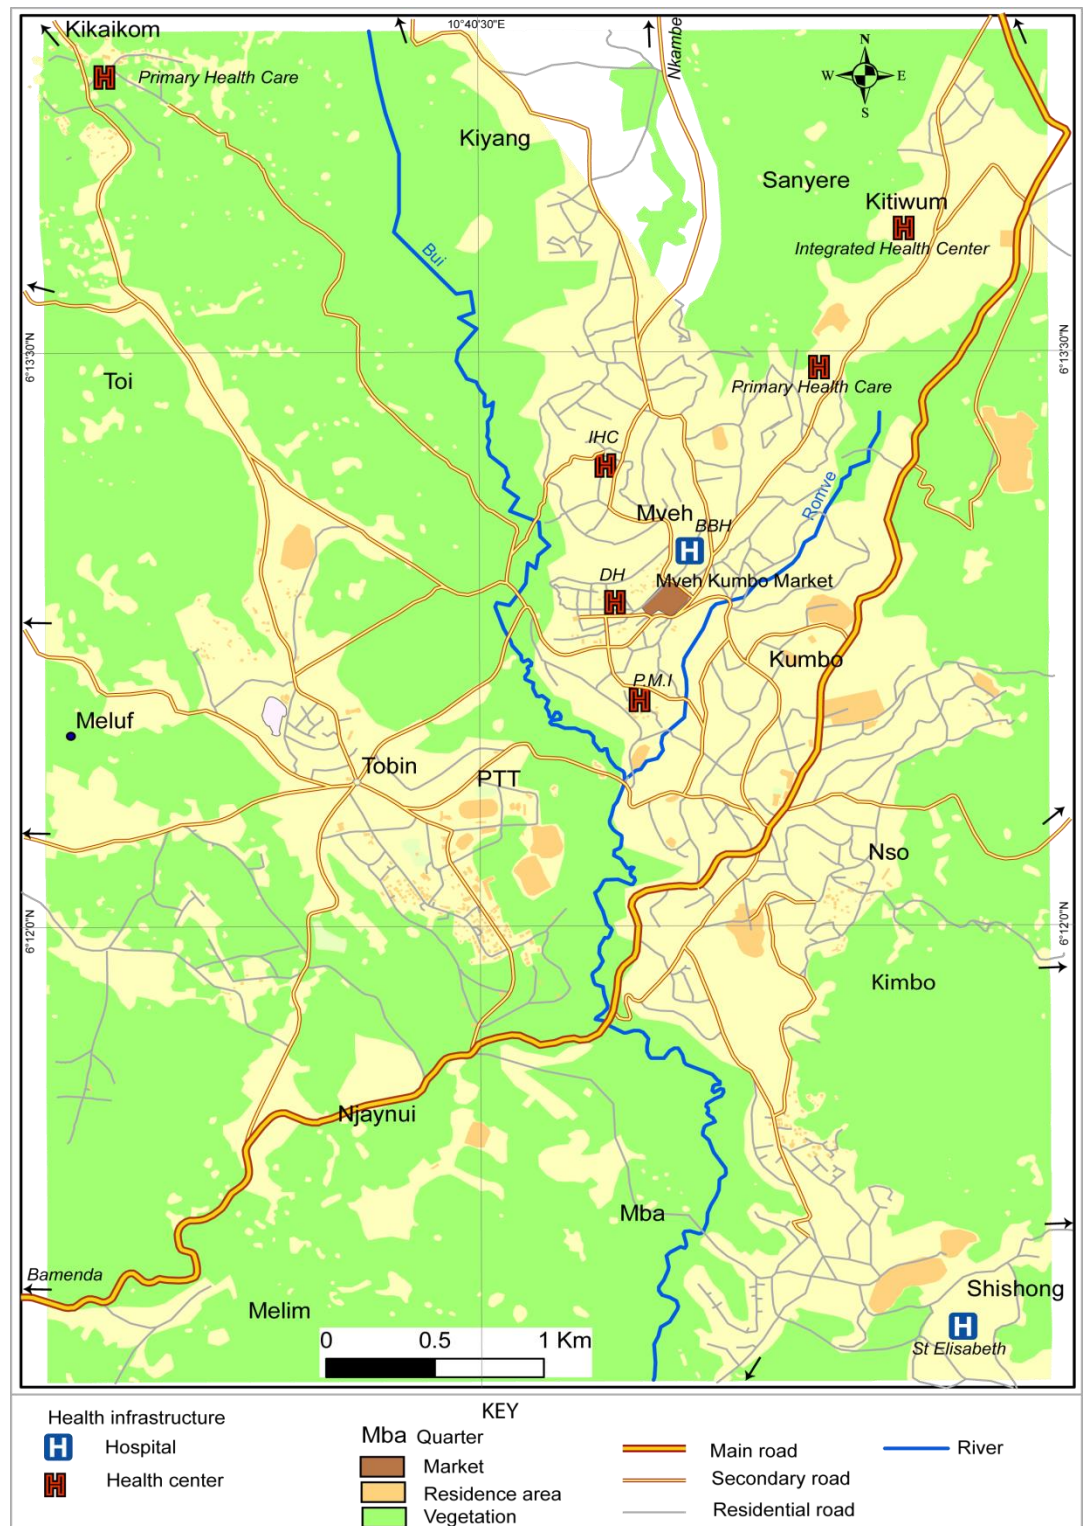 Kikaikom
10°40'30"E
Nkambe
Primary Health Care
N
W
E
S
Kiyang
Sanyere
Kitiwum
Integrated Health Center
Bui
6°13'30"N
6°13'30"N
Toi
Primary Health Care
IHC
Romve
Mveh
BBH
DH
Mveh Kumbo Market
Kumbo
P.M.I
Meluf
Tobin
PTT
Nso
6°12'0"N
6°12'0"N
Kimbo
Njaynui
Mba
Bamenda
Melim
Shishong
St Elisabeth
0 0.5 1 Km
KEY
Health infrastructure
H Hospital
H Health center
Mba Quarter
Market
Residence area
Vegetation
Main road
Secondary road
Residential road
River